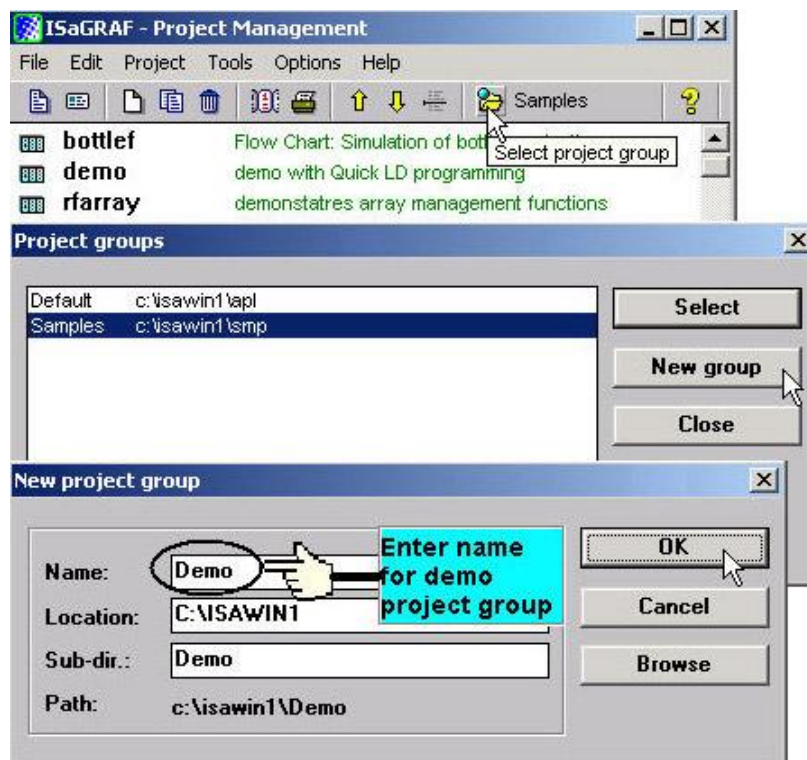 ISaGRAF - Project Management
File Edit Project Tools Options Help
Samples
bottlef Flow Chart: Simulation of bott
Select project group
demo demo with Quick LD programming
rfarray demonstatres array management functions
Project groups
Default c:\isawin1\apl
Samples c:\isawin1\smp
Select
New group
Close
New project group
Name: Demo
Enter name
for demo
project group
Location: C:\ISAWIN1
Sub-dir.: Demo
Path: c:\isawin1\Demo
OK
Cancel
Browse